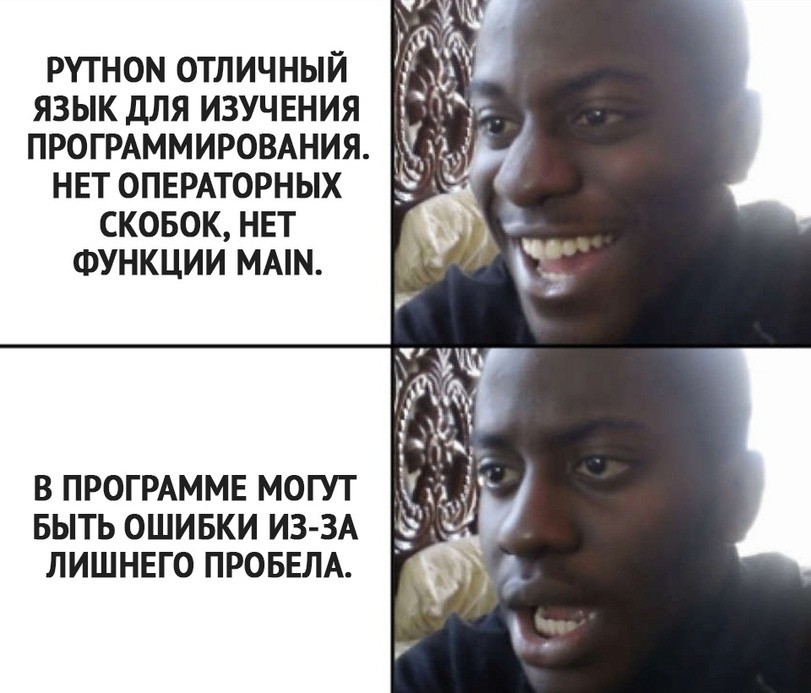 PYTHON ОТЛИЧНЫЙ
ЯЗЫК ДЛЯ ИЗУЧЕНИЯ
ПРОГРАММИРОВАНИЯ.
НЕТ ОПЕРАТОРНЫХ
СКОБОК, НЕТ
ФУНКЦИИ MAIN.
В ПРОГРАММЕ МОГУТ
БЫТЬ ОШИБКИ ИЗ-ЗА
ЛИШНЕГО ПРОБЕЛА.